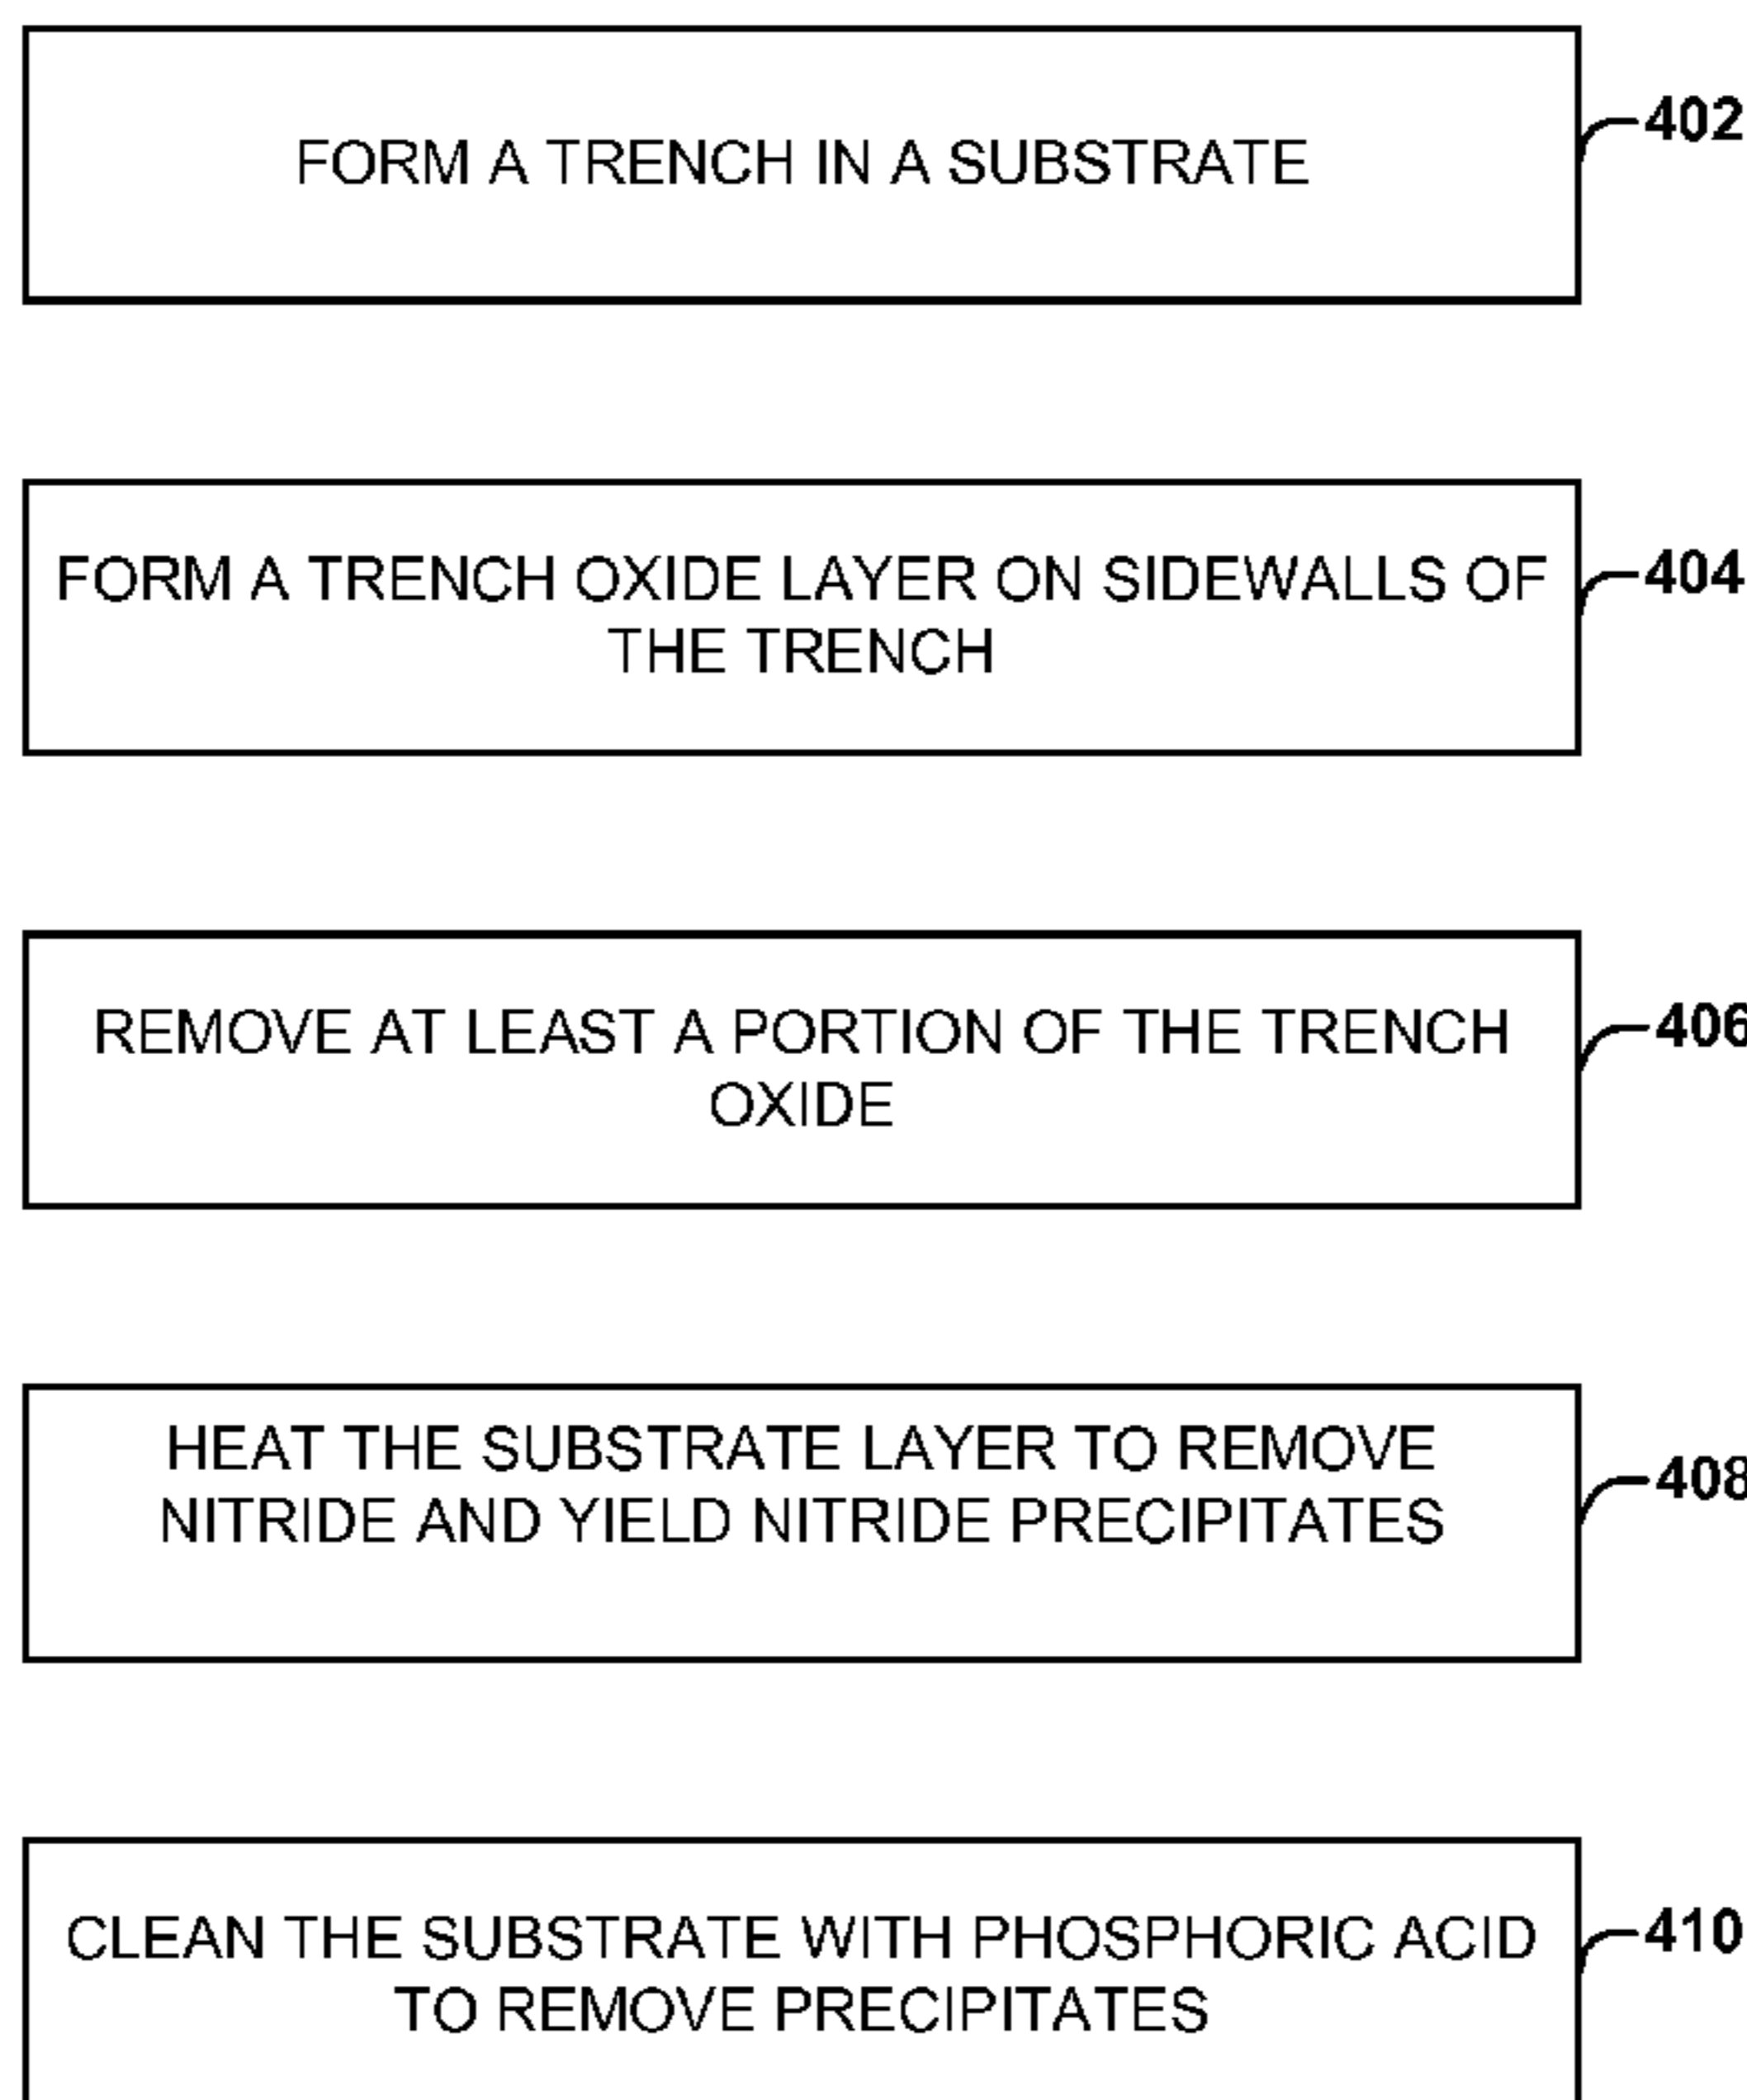 FORM A TRENCH IN A SUBSTRATE
402
FORM A TRENCH OXIDE LAYER ON SIDEWALLS OF
THE TRENCH
404
REMOVE AT LEAST A PORTION OF THE TRENCH
OXIDE
406
HEAT THE SUBSTRATE LAYER TO REMOVE
NITRIDE AND YIELD NITRIDE PRECIPITATES
408
CLEAN THE SUBSTRATE WITH PHOSPHORIC ACID
TO REMOVE PRECIPITATES
410